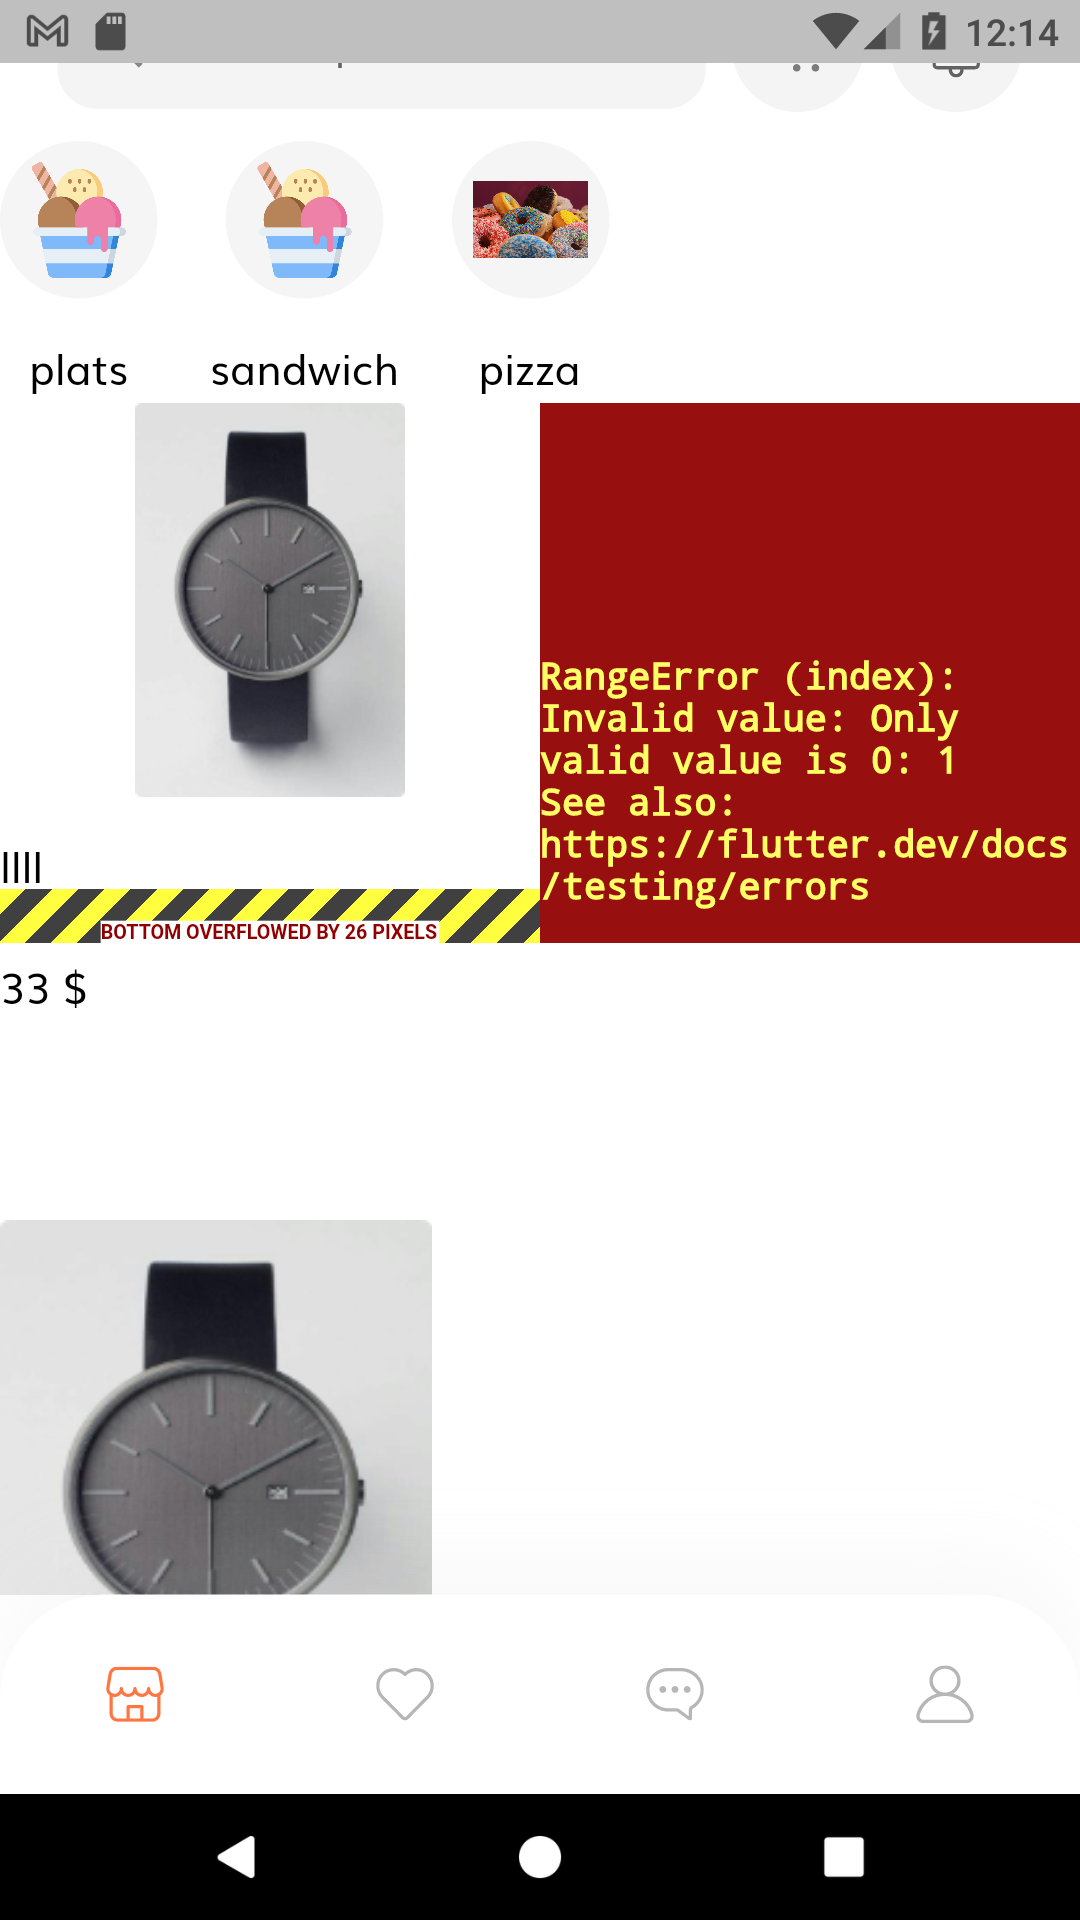 12:14
plats sandwich pizza
RangeError (index):
Invalid value: Only
valid value is 0: 1
See also:
https://flutter.dev/docs
/testing/errors
llll
BOTTOM OVERFLOWED BY 26 PIXELS
33 $